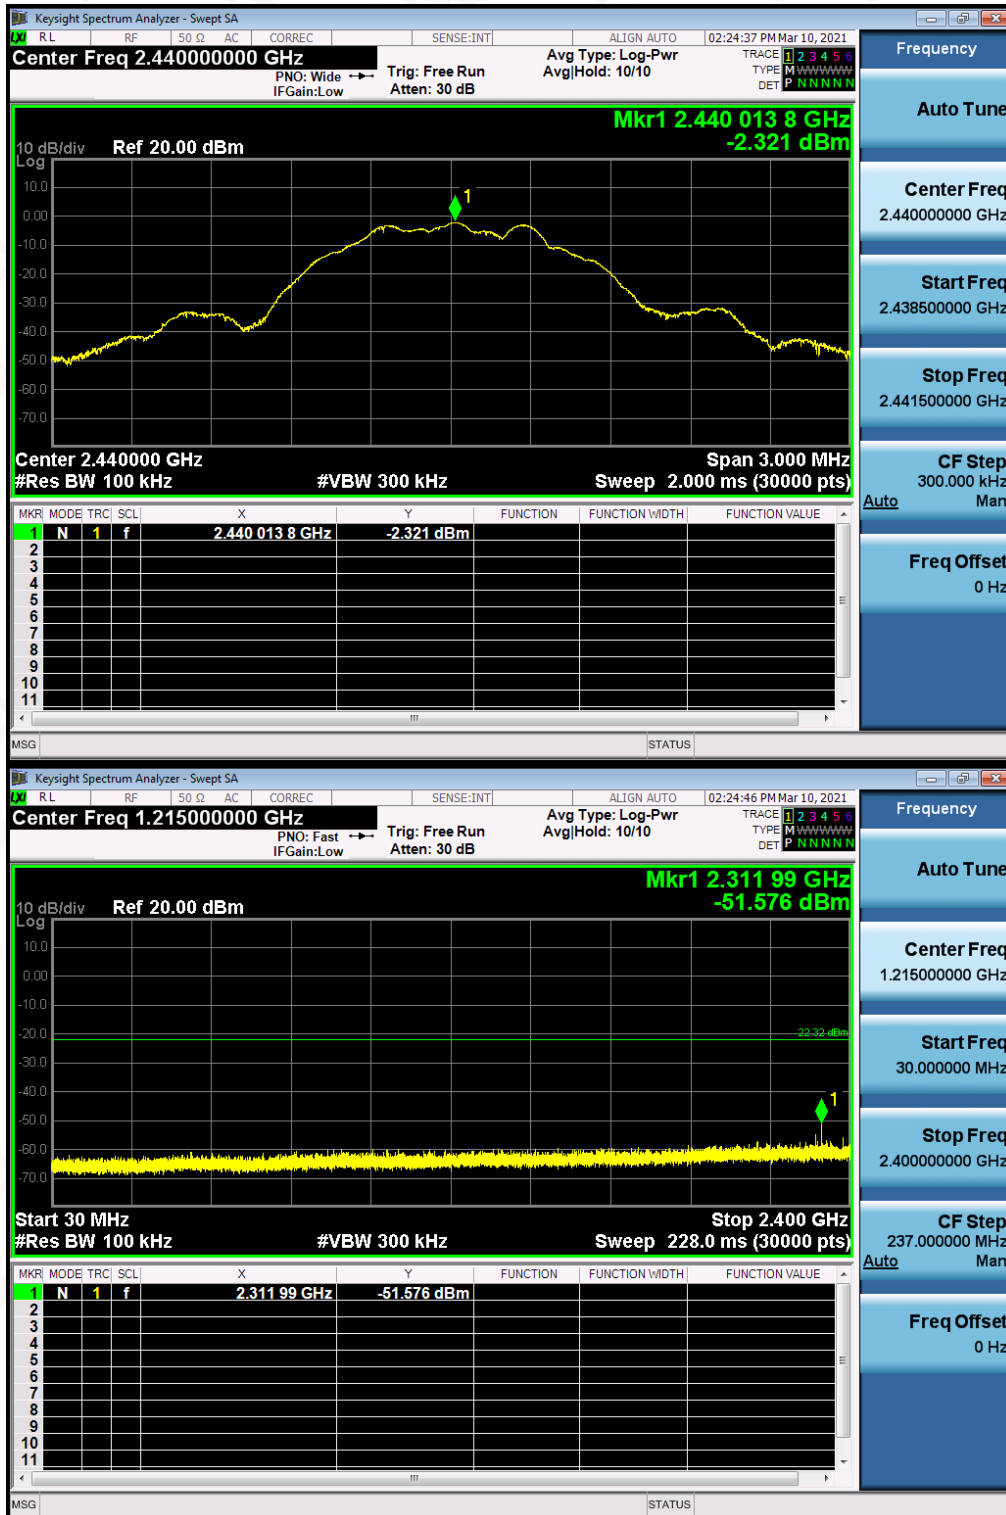 Keysight Spectrum Analyzer - Swept SA
LXI RL RF 50 Ω AC CORREC SENSE:INT ALIGN AUTO 02:24:37 PM Mar 10, 2021
Center Freq 2.440000000 GHz
PNO: Wide
IFGain:Low
Trig: Free Run
Atten: 30 dB
Avg Type: Log-Pwr
Avg|Hold: 10/10
TRACE 1 2 3 4 5 6
TYPE M WWWWW
DET P N N N N N
Mkr1 2.440 013 8 GHz
-2.321 dBm
10 dB/div Ref 20.00 dBm
Log
10.0
0.00
-10.0
-20.0
-30.0
-40.0
-50.0
-60.0
-70.0
1
Center 2.440000 GHz Span 3.000 MHz
#Res BW 100 kHz #VBW 300 kHz Sweep 2.000 ms (30000 pts)
MKR MODE TRC SCL X Y FUNCTION FUNCTION WIDTH FUNCTION VALUE
1 N 1 f 2.440 013 8 GHz -2.321 dBm
2
3
4
5
6
7
8
9
10
11
MSG STATUS
Frequency
Auto Tune
Center Freq
2.440000000 GHz
Start Freq
2.438500000 GHz
Stop Freq
2.441500000 GHz
CF Step
300.000 kHz
Auto Man
Freq Offset
0 Hz
Keysight Spectrum Analyzer - Swept SA
LXI RL RF 50 Ω AC CORREC SENSE:INT ALIGN AUTO 02:24:46 PM Mar 10, 2021
Center Freq 1.215000000 GHz
PNO: Fast
IFGain:Low
Trig: Free Run
Atten: 30 dB
Avg Type: Log-Pwr
Avg|Hold: 10/10
TRACE 1 2 3 4 5 6
TYPE M WWWWW
DET P N N N N N
Mkr1 2.311 99 GHz
-51.576 dBm
10 dB/div Ref 20.00 dBm
Log
10.0
0.00
-10.0
-20.0
-30.0
-40.0
-50.0
-60.0
-70.0
-22.32 dBm
1
Start 30 MHz Stop 2.400 GHz
#Res BW 100 kHz #VBW 300 kHz Sweep 228.0 ms (30000 pts)
MKR MODE TRC SCL X Y FUNCTION FUNCTION WIDTH FUNCTION VALUE
1 N 1 f 2.311 99 GHz -51.576 dBm
2
3
4
5
6
7
8
9
10
11
MSG STATUS
Frequency
Auto Tune
Center Freq
1.215000000 GHz
Start Freq
30.000000 MHz
Stop Freq
2.400000000 GHz
CF Step
237.000000 MHz
Auto Man
Freq Offset
0 Hz